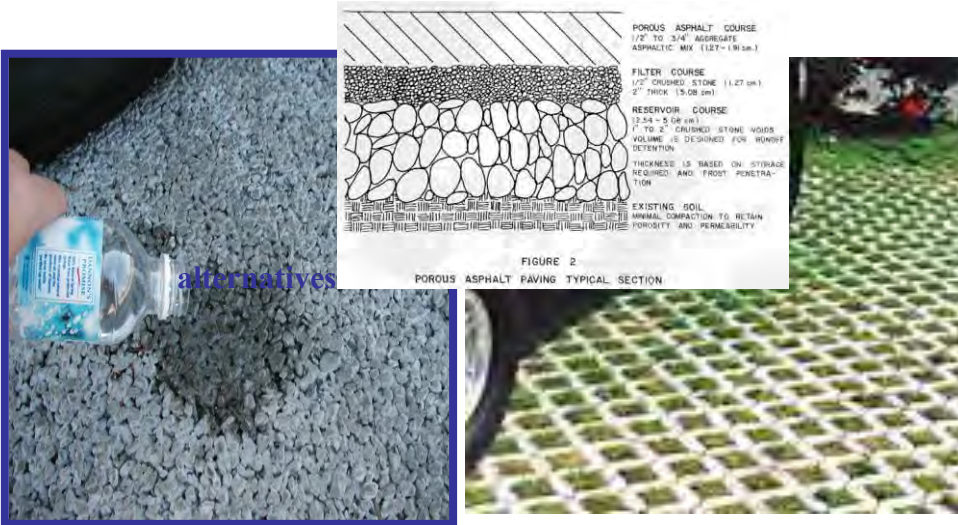 POROUS ASPHALT COURSE
1/2" TO 3/4" AGGREGATE
ASPHALTIC MIX (1.27-1.91 cm.)
FILTER COURSE
1/2" CRUSHED STONE (1.27 cm)
2" THICK (5.08 cm)
RESERVOIR COURSE
(2.54 - 5.08 cm)
1" TO 2" CRUSHED STONE VOIDS
VOLUME IS DESIGNED FOR RUNOFF
DETENTION
THICKNESS IS BASED ON STORAGE
REQUIRED AND FROST PENETRA-
TION
EXISTING SOIL
MINIMAL COMPACTION TO RETAIN
POROSITY AND PERMEABILITY
FIGURE 2
POROUS ASPHALT PAVING TYPICAL SECTION
alternatives
DANNON'S
PROMISE